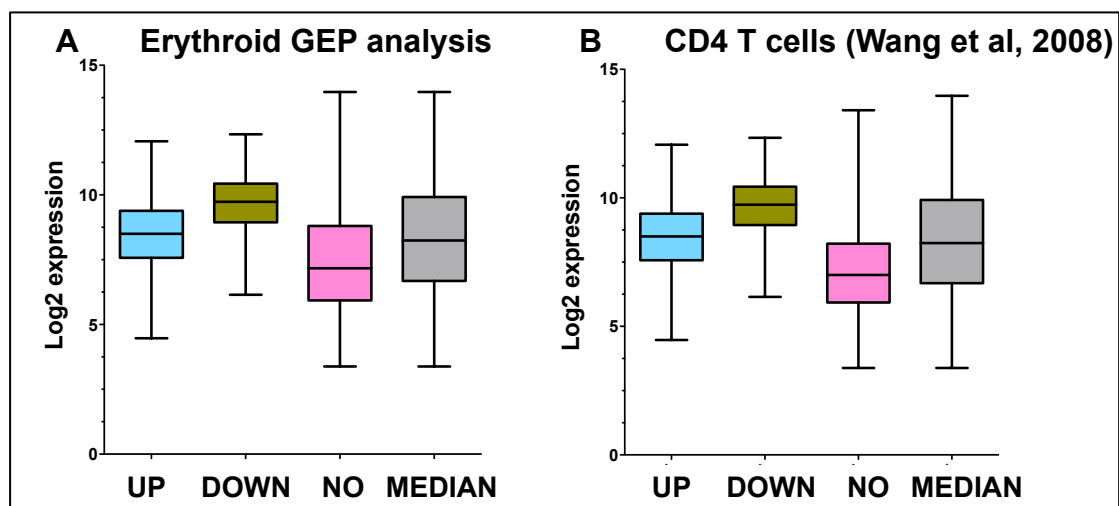 A Erythroid GEP analysis
15
10
5
0
Log2 expression
UP DOWN NO MEDIAN
B CD4 T cells (Wang et al, 2008)
15
10
5
0
Log2 expression
UP DOWN NO MEDIAN